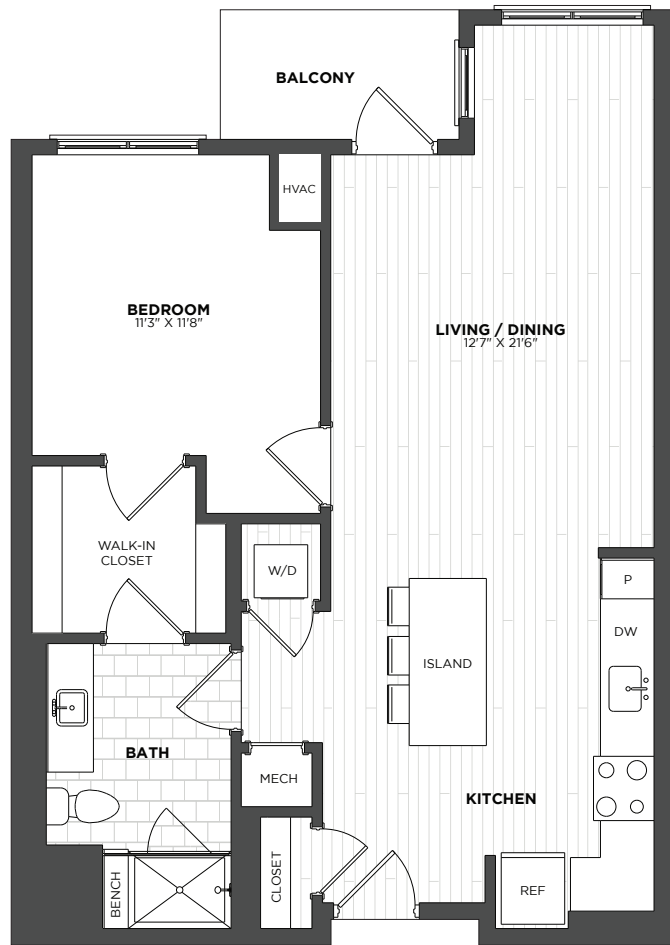 BALCONY
HVAC
BEDROOM
11'3" X 11'8"
LIVING / DINING
12'7" X 21'6"
WALK-IN
CLOSET
W/D
P
DW
ISLAND
BATH
MECH
KITCHEN
BENCH
CLOSET
REF